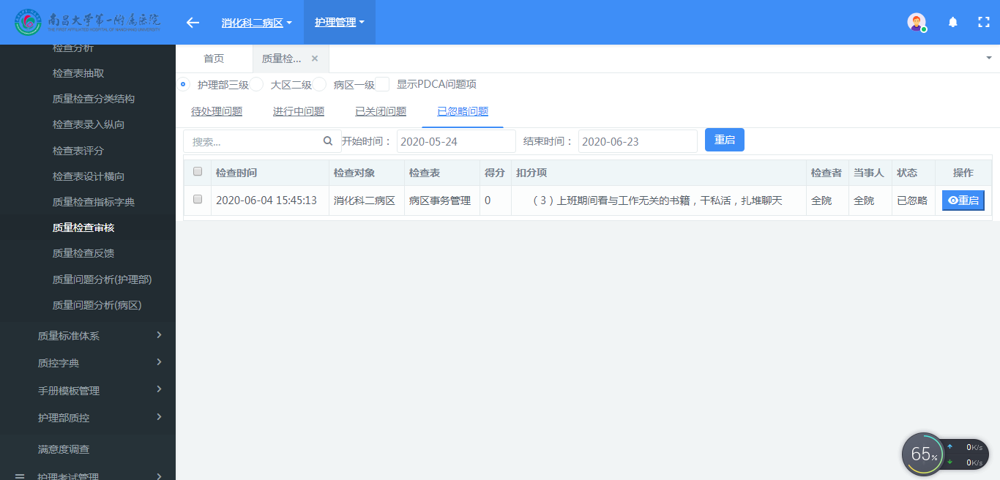 南昌大学第一附属医院
THE FIRST AFFILIATED HOSPITAL OF NANCHANG UNIVERSITY
消化科二病区
护理管理
检查分析
检查表抽取
质量检查分类结构
检查表录入纵向
检查表评分
检查表设计横向
质量检查指标字典
质量检查审核
质量检查反馈
质量问题分析(护理部)
质量问题分析(病区)
质量标准体系
质控字典
手册模板管理
护理部质控
满意度调查
护理考试管理
首页
质量检...
护理部三级 大区二级 病区一级 显示PDCA问题项
待处理问题 进行中问题 已关闭问题 已忽略问题
搜索... 开始时间： 2020-05-24 结束时间： 2020-06-23 重启
检查时间 检查对象 检查表 得分 扣分项 检查者 当事人 状态 操作
2020-06-04 15:45:13 消化科二病区 病区事务管理 0 （3）上班期间看与工作无关的书籍，干私活，扎堆聊天 全院 全院 已忽略 重启
65%
0K/s
0K/s